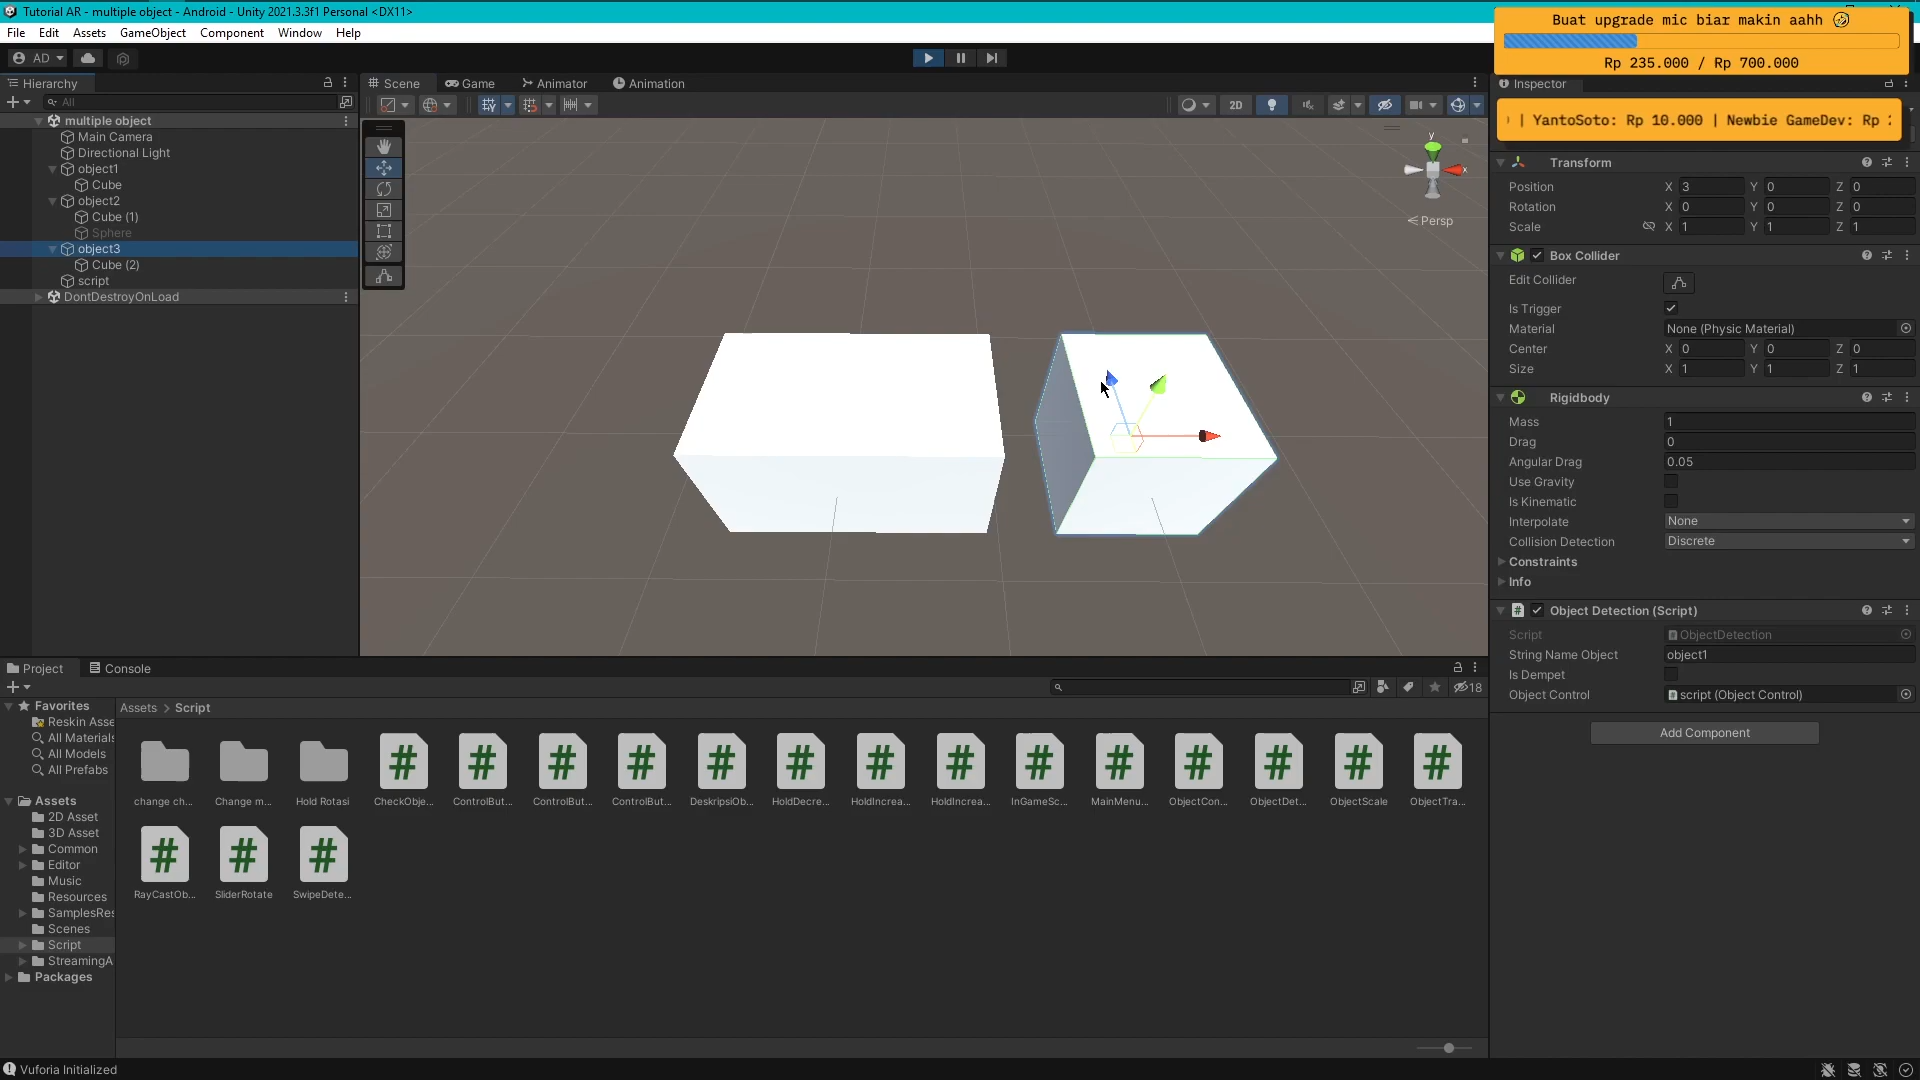 Tutorial AR - multiple object - Android - Unity 2021.3.3f1 Personal <DX11>
File Edit Assets GameObject Component Window Help
Buat upgrade mic biar makin aahh
Rp 235.000 / Rp 700.000
| YantoSoto: Rp 10.000 | Newbie GameDev: Rp
AD
Hierarchy
All
multiple object
Main Camera
Directional Light
object1
Cube
object2
Cube (1)
Sphere
object3
Cube (2)
script
DontDestroyOnLoad
Scene Game Animator Animation
2D
y
x
Persp
Inspector
Transform
Position X 3 Y 0 Z 0
Rotation X 0 Y 0 Z 0
Scale X 1 Y 1 Z 1
Box Collider
Edit Collider
Is Trigger
Material None (Physic Material)
Center X 0 Y 0 Z 0
Size X 1 Y 1 Z 1
Rigidbody
Mass 1
Drag 0
Angular Drag 0.05
Use Gravity
Is Kinematic
Interpolate None
Collision Detection Discrete
Constraints
Info
Object Detection (Script)
Script ObjectDetection
String Name Object object1
Is Dempet
Object Control script (Object Control)
Add Component
Project Console
18
Favorites
Reskin Asse
All Materials
All Models
All Prefabs
Assets
2D Asset
3D Asset
Common
Editor
Music
Resources
SamplesRes
Scenes
Script
StreamingA
Packages
Assets > Script
change ch... Change m... Hold Rotasi CheckObje... ControlBut... ControlBut... ControlBut... DeskripsiOb... HoldDecre... HoldIncrea... HoldIncrea... InGameSc... MainMenu... ObjectCon... ObjectDet... ObjectScale ObjectTra...
RayCastOb... SliderRotate SwipeDete...
Vuforia Initialized